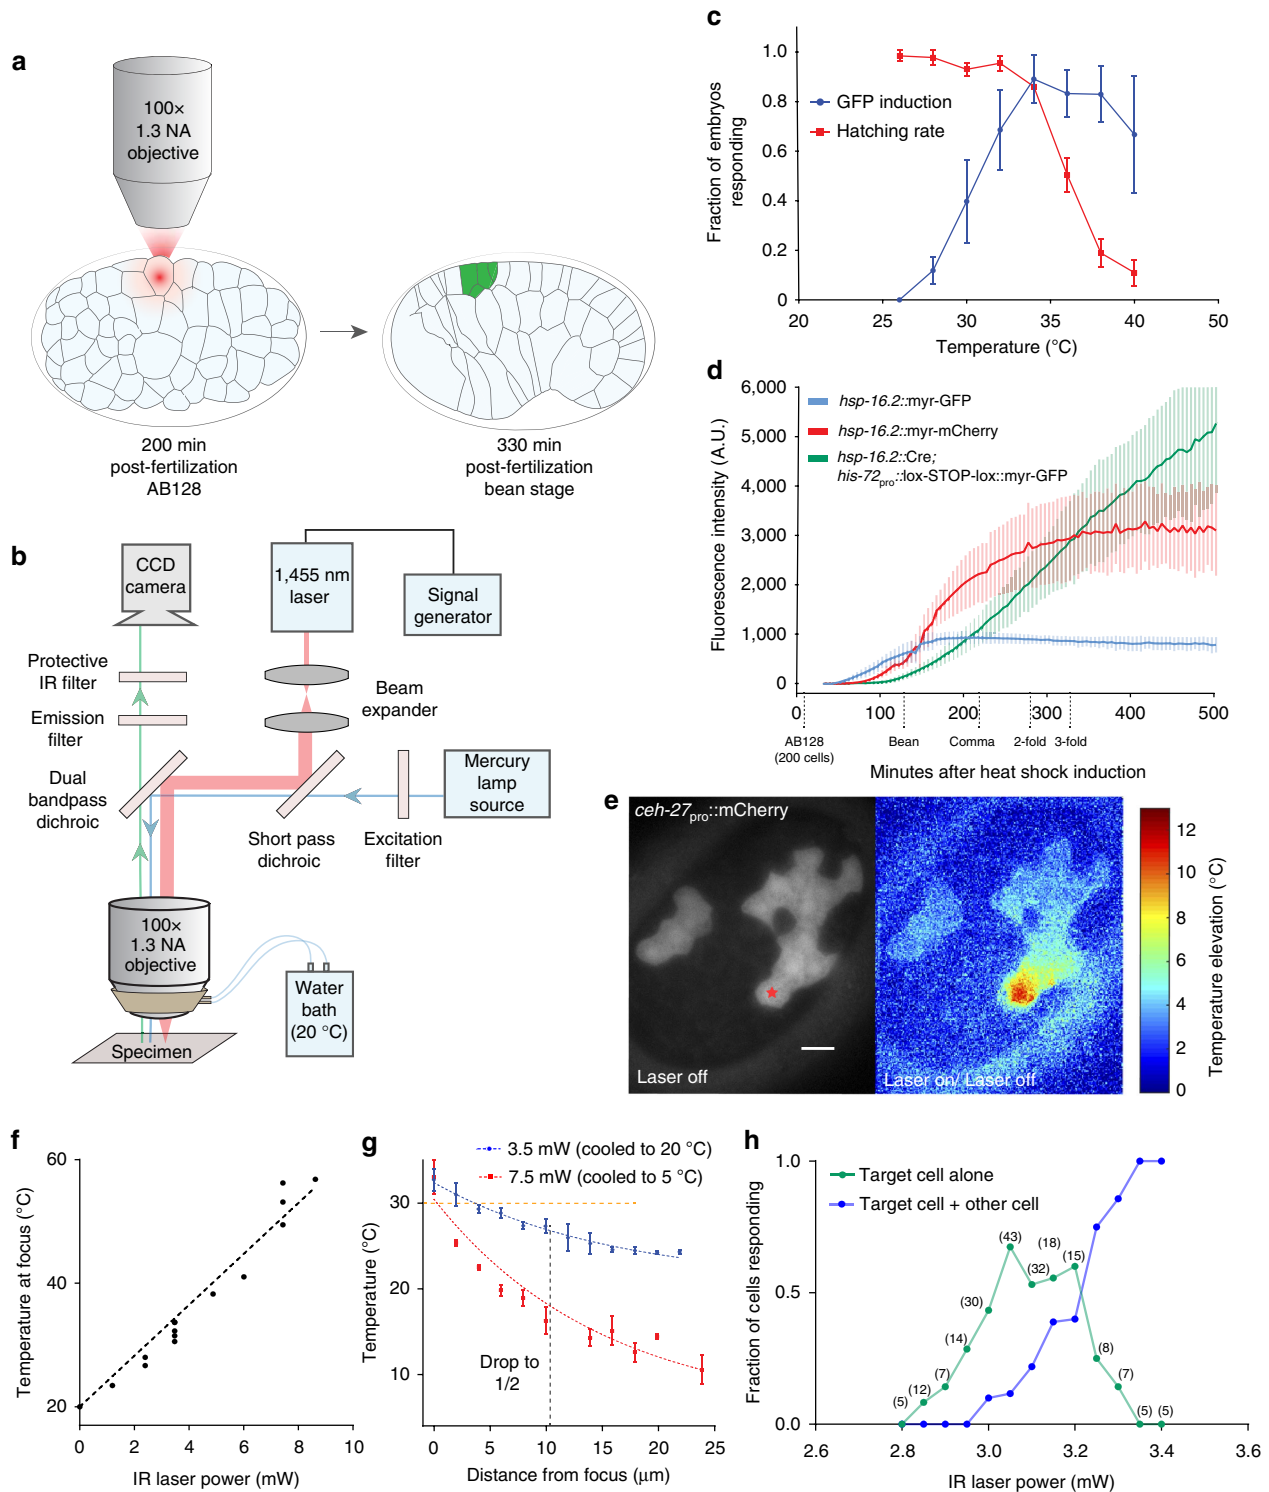 a
100×
1.3 NA
objective
200 min
post-fertilization
AB128
330 min
post-fertilization
bean stage
b
CCD
camera
1,455 nm
laser
Signal
generator
Protective
IR filter
Beam
expander
Emission
filter
Dual
bandpass
dichroic
Mercury
lamp
source
Short pass
dichroic
Excitation
filter
100×
1.3 NA
objective
Water
bath
(20 °C)
Specimen
c
Fraction of embryos
responding
1.0
0.8
0.6
0.4
0.2
0
GFP induction
Hatching rate
20
25
30
35
40
45
50
Temperature (°C)
d
Fluorescence intensity (A.U.)
6,000
5,000
4,000
3,000
2,000
1,000
0
hsp-16.2::myr-GFP
hsp-16.2::myr-mCherry
hsp-16.2::Cre;
his-72pro::lox-STOP-lox::myr-GFP
0
100
200
300
400
500
AB128
(200 cells)
Bean
Comma
2-fold
3-fold
Minutes after heat shock induction
e
ceh-27pro::mCherry
Laser off
Laser on/ Laser off
12
10
8
6
4
2
0
Temperature elevation (°C)
f
Temperature at focus (°C)
60
40
20
0
2
4
6
8
10
IR laser power (mW)
g
3.5 mW (cooled to 20 °C)
7.5 mW (cooled to 5 °C)
Temperature (°C)
30
20
10
Drop to
1/2
0
5
10
15
20
25
Distance from focus (μm)
h
Fraction of cells responding
1.0
0.5
0.0
Target cell alone
Target cell + other cell
(5)
(12)
(7)
(14)
(30)
(43)
(32)
(18)
(15)
(8)
(7)
(5)
(5)
2.6
2.8
3.0
3.2
3.4
3.6
IR laser power (mW)